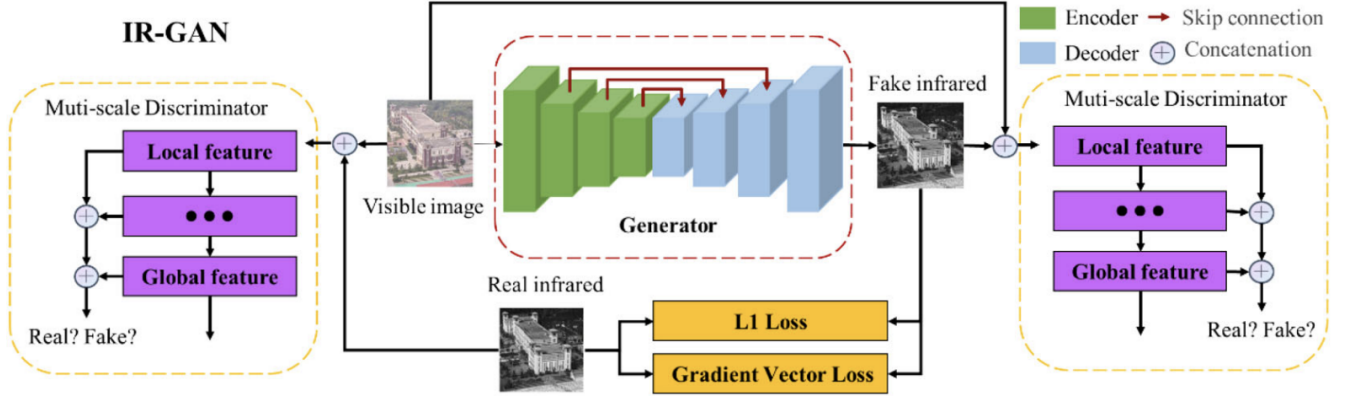 IR-GAN
Encoder
Skip connection
Decoder
Concatenation
Muti-scale Discriminator
Local feature
● ● ●
Global feature
Real? Fake?
Visible image
Generator
Fake infrared
Real infrared
L1 Loss
Gradient Vector Loss
Muti-scale Discriminator
Local feature
● ● ●
Global feature
Real? Fake?